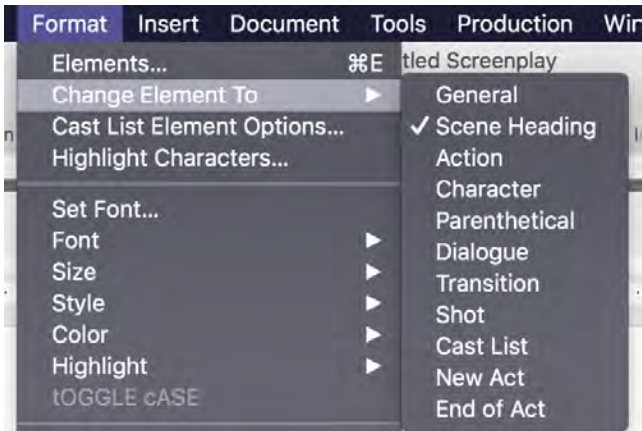 Format Insert Document Tools Production Win
Elements... ⌘E
tled Screenplay
Change Element To ▶
Cast List Element Options...
Highlight Characters...
Set Font...
Font ▶
Size ▶
Style ▶
Color ▶
Highlight ▶
tOGGLE cASE
General
✓ Scene Heading
Action
Character
Parenthetical
Dialogue
Transition
Shot
Cast List
New Act
End of Act